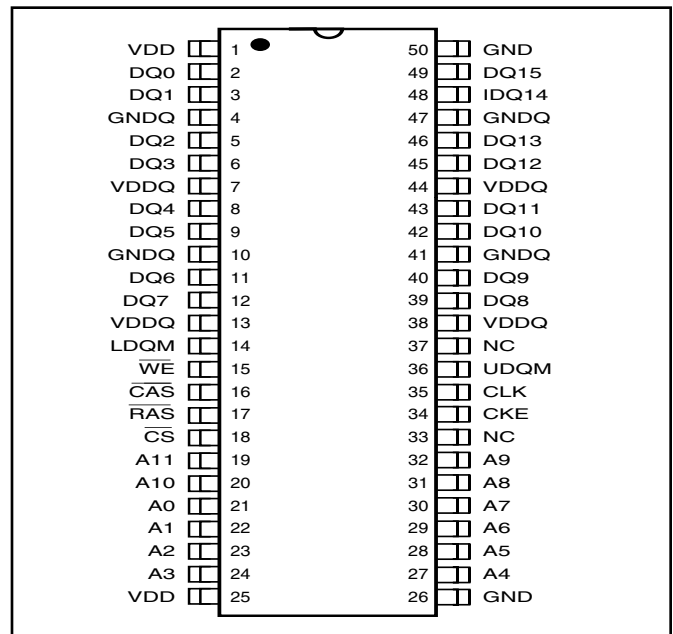 VDD 1 50 GND
DQ0 2 49 DQ15
DQ1 3 48 IDQ14
GNDQ 4 47 GNDQ
DQ2 5 46 DQ13
DQ3 6 45 DQ12
VDDQ 7 44 VDDQ
DQ4 8 43 DQ11
DQ5 9 42 DQ10
GNDQ 10 41 GNDQ
DQ6 11 40 DQ9
DQ7 12 39 DQ8
VDDQ 13 38 VDDQ
LDQM 14 37 NC
W̅E̅ 15 36 UDQM
C̅A̅S̅ 16 35 CLK
R̅A̅S̅ 17 34 CKE
C̅S̅ 18 33 NC
A11 19 32 A9
A10 20 31 A8
A0 21 30 A7
A1 22 29 A6
A2 23 28 A5
A3 24 27 A4
VDD 25 26 GND